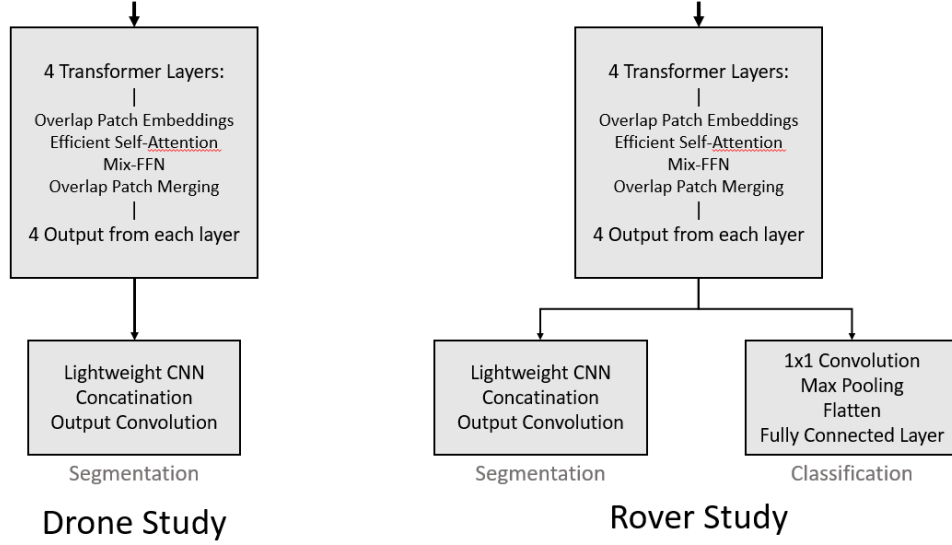 4 Transformer Layers:
|
Overlap Patch Embeddings
Efficient Self-Attention
Mix-FFN
Overlap Patch Merging
|
4 Output from each layer
Lightweight CNN
Concatination
Output Convolution
Segmentation
Drone Study
4 Transformer Layers:
|
Overlap Patch Embeddings
Efficient Self-Attention
Mix-FFN
Overlap Patch Merging
|
4 Output from each layer
Lightweight CNN
Concatination
Output Convolution
Segmentation
1x1 Convolution
Max Pooling
Flatten
Fully Connected Layer
Classification
Rover Study